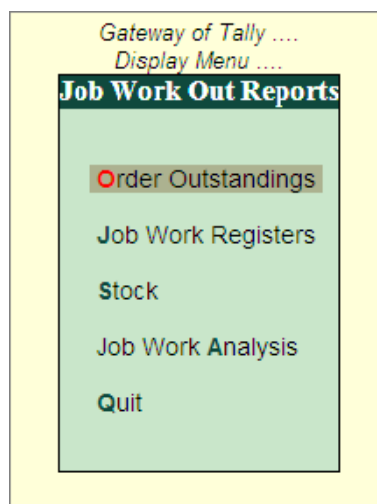 Gateway of Tally ....
Display Menu ....
Job Work Out Reports
Order Outstandings
Job Work Registers
Stock
Job Work Analysis
Quit